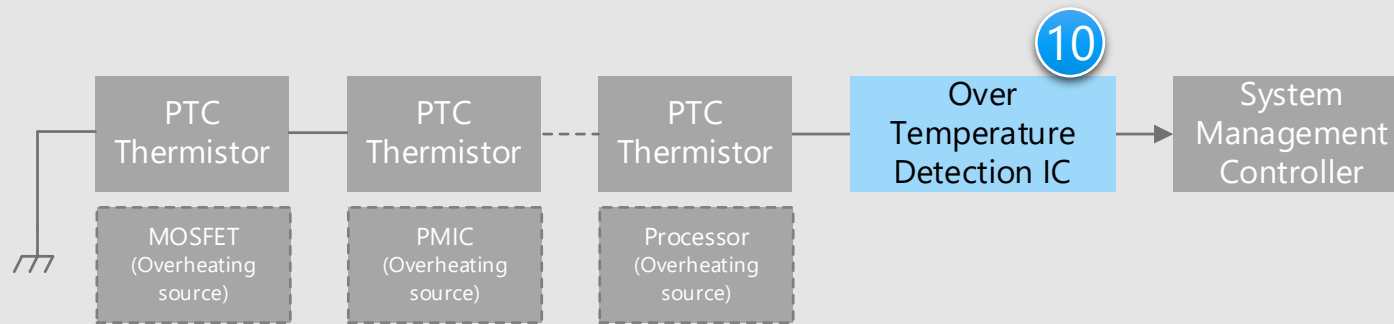 10
PTC
Thermistor
PTC
Thermistor
PTC
Thermistor
Over
Temperature
Detection IC
System
Management
Controller
MOSFET
(Overheating
source)
PMIC
(Overheating
source)
Processor
(Overheating
source)